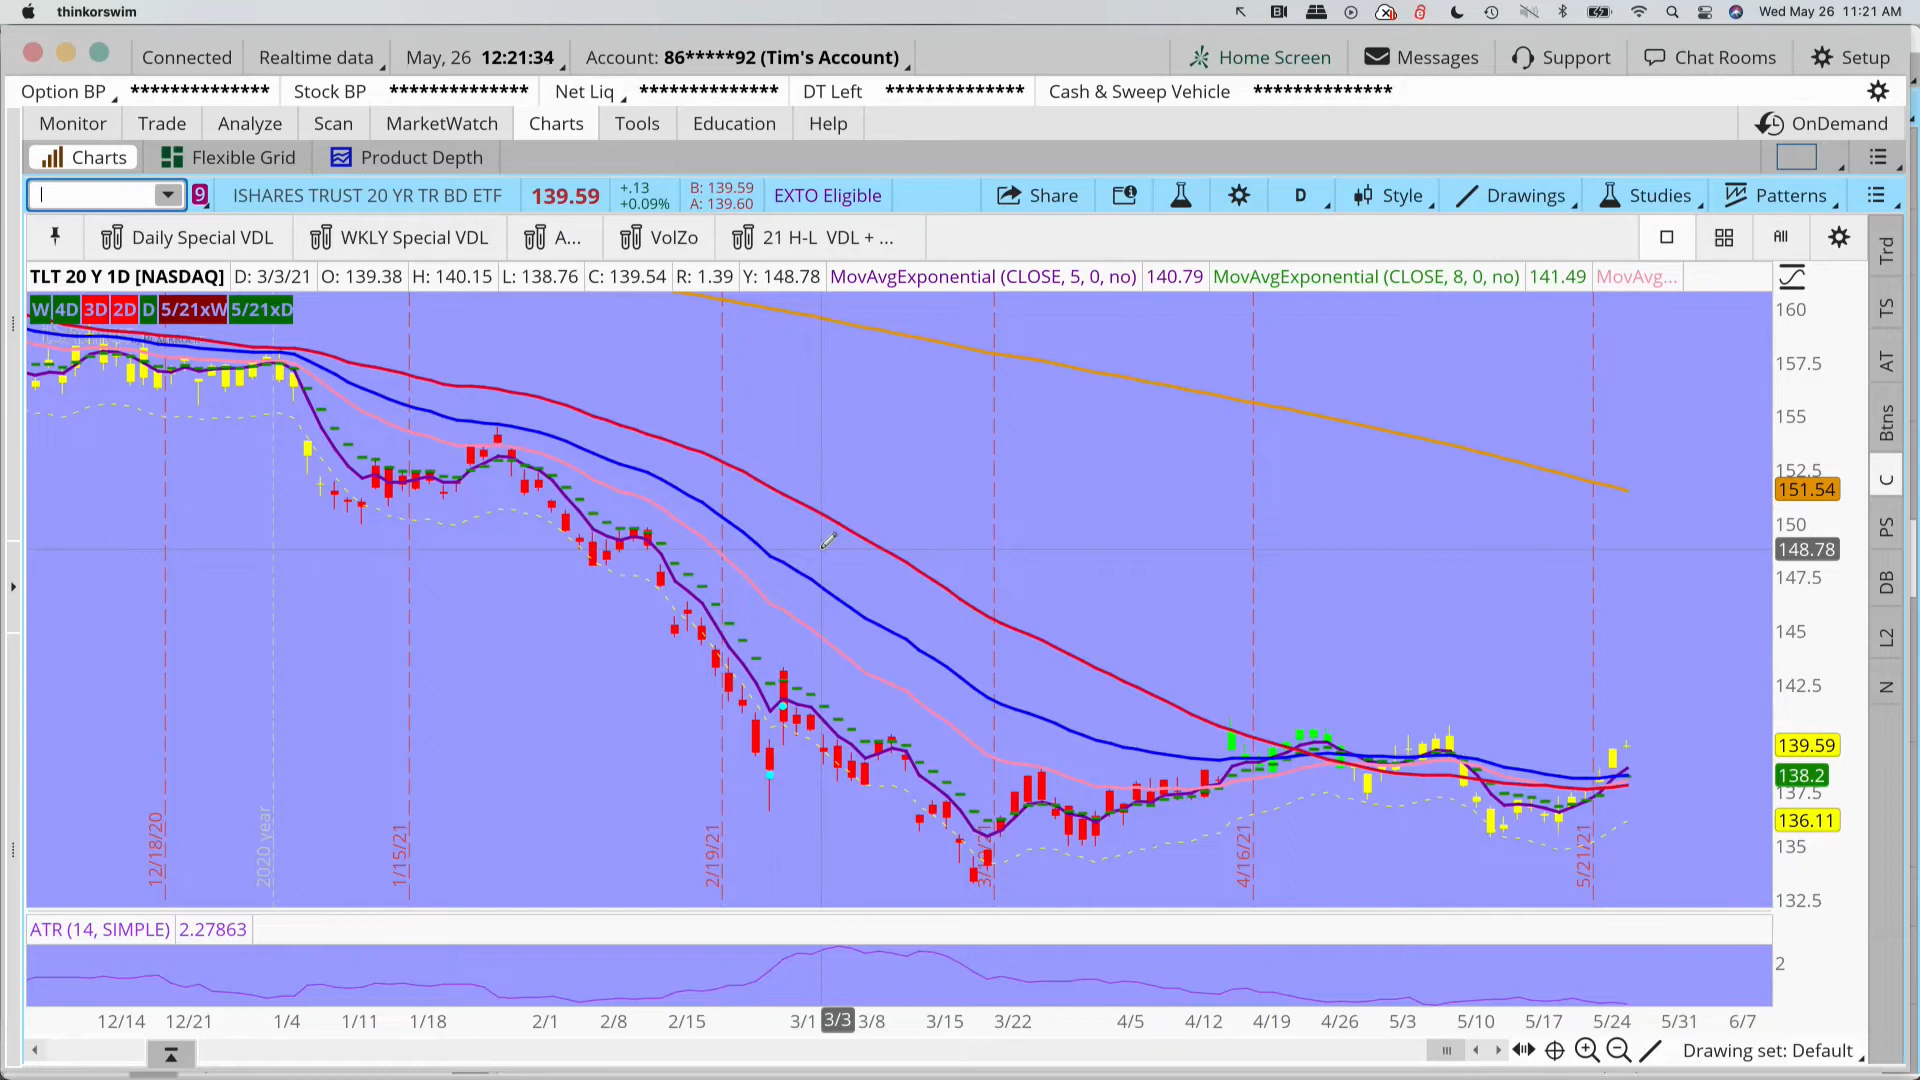 thinkorswim Wed May 26 11:21 AM
Connected Realtime data May, 26 12:21:34 Account: 86*****92 (Tim's Account) Home Screen Messages Support Chat Rooms Setup
Option BP ************** Stock BP ************** Net Liq ************** DT Left ************** Cash & Sweep Vehicle **************
Monitor Trade Analyze Scan MarketWatch Charts Tools Education Help OnDemand
Charts Flexible Grid Product Depth
9 ISHARES TRUST 20 YR TR BD ETF 139.59 +.13 +0.09% B: 139.59 A: 139.60 EXTO Eligible Share D Style Drawings Studies Patterns
Daily Special VDL WKLY Special VDL A... VolZo 21 H-L VDL + ... All
TLT 20 Y 1D [NASDAQ] D: 3/3/21 O: 139.38 H: 140.15 L: 138.76 C: 139.54 R: 1.39 Y: 148.78 MovAvgExponential (CLOSE, 5, 0, no) 140.79 MovAvgExponential (CLOSE, 8, 0, no) 141.49 MovAvg...
W 4D 3D 2D D 5/21xW 5/21xD
160
157.5
155
152.5
151.54
150
148.78
147.5
145
142.5
139.59
138.2
137.5
136.11
135
132.5
12/18/20 2020 year 1/15/21 2/19/21 4/16/21 5/21/21
Trd
TS
AT
Btns
C
PS
DB
L2
N
ATR (14, SIMPLE) 2.27863
2
12/14 12/21 1/4 1/11 1/18 2/1 2/8 2/15 3/1 3/3 3/8 3/15 3/22 4/5 4/12 4/19 4/26 5/3 5/10 5/17 5/24 5/31 6/7
Drawing set: Default